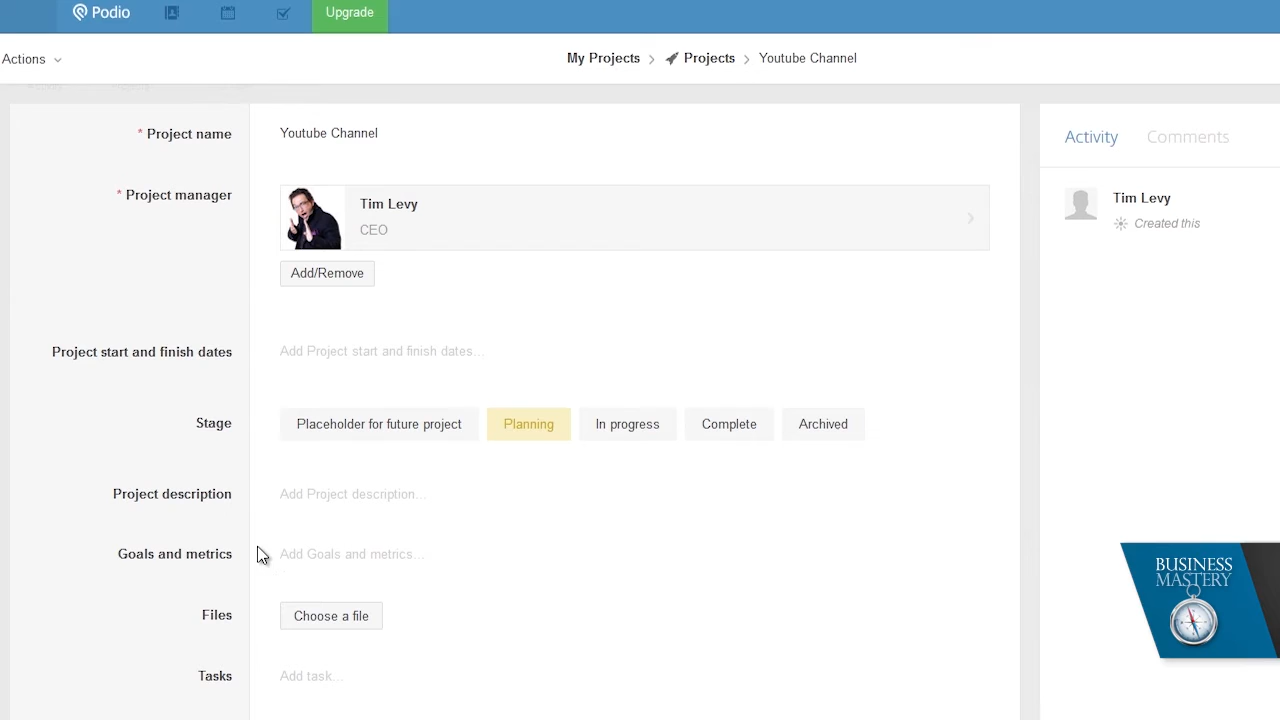 Podio
Upgrade
Actions
My Projects
Projects
Youtube Channel
* Project name
Youtube Channel
* Project manager
Tim Levy
CEO
Add/Remove
Project start and finish dates
Add Project start and finish dates...
Stage
Placeholder for future project
Planning
In progress
Complete
Archived
Project description
Add Project description...
Goals and metrics
Add Goals and metrics...
Files
Choose a file
Tasks
Add task...
Activity
Comments
Tim Levy
Created this
BUSINESS
MASTERY